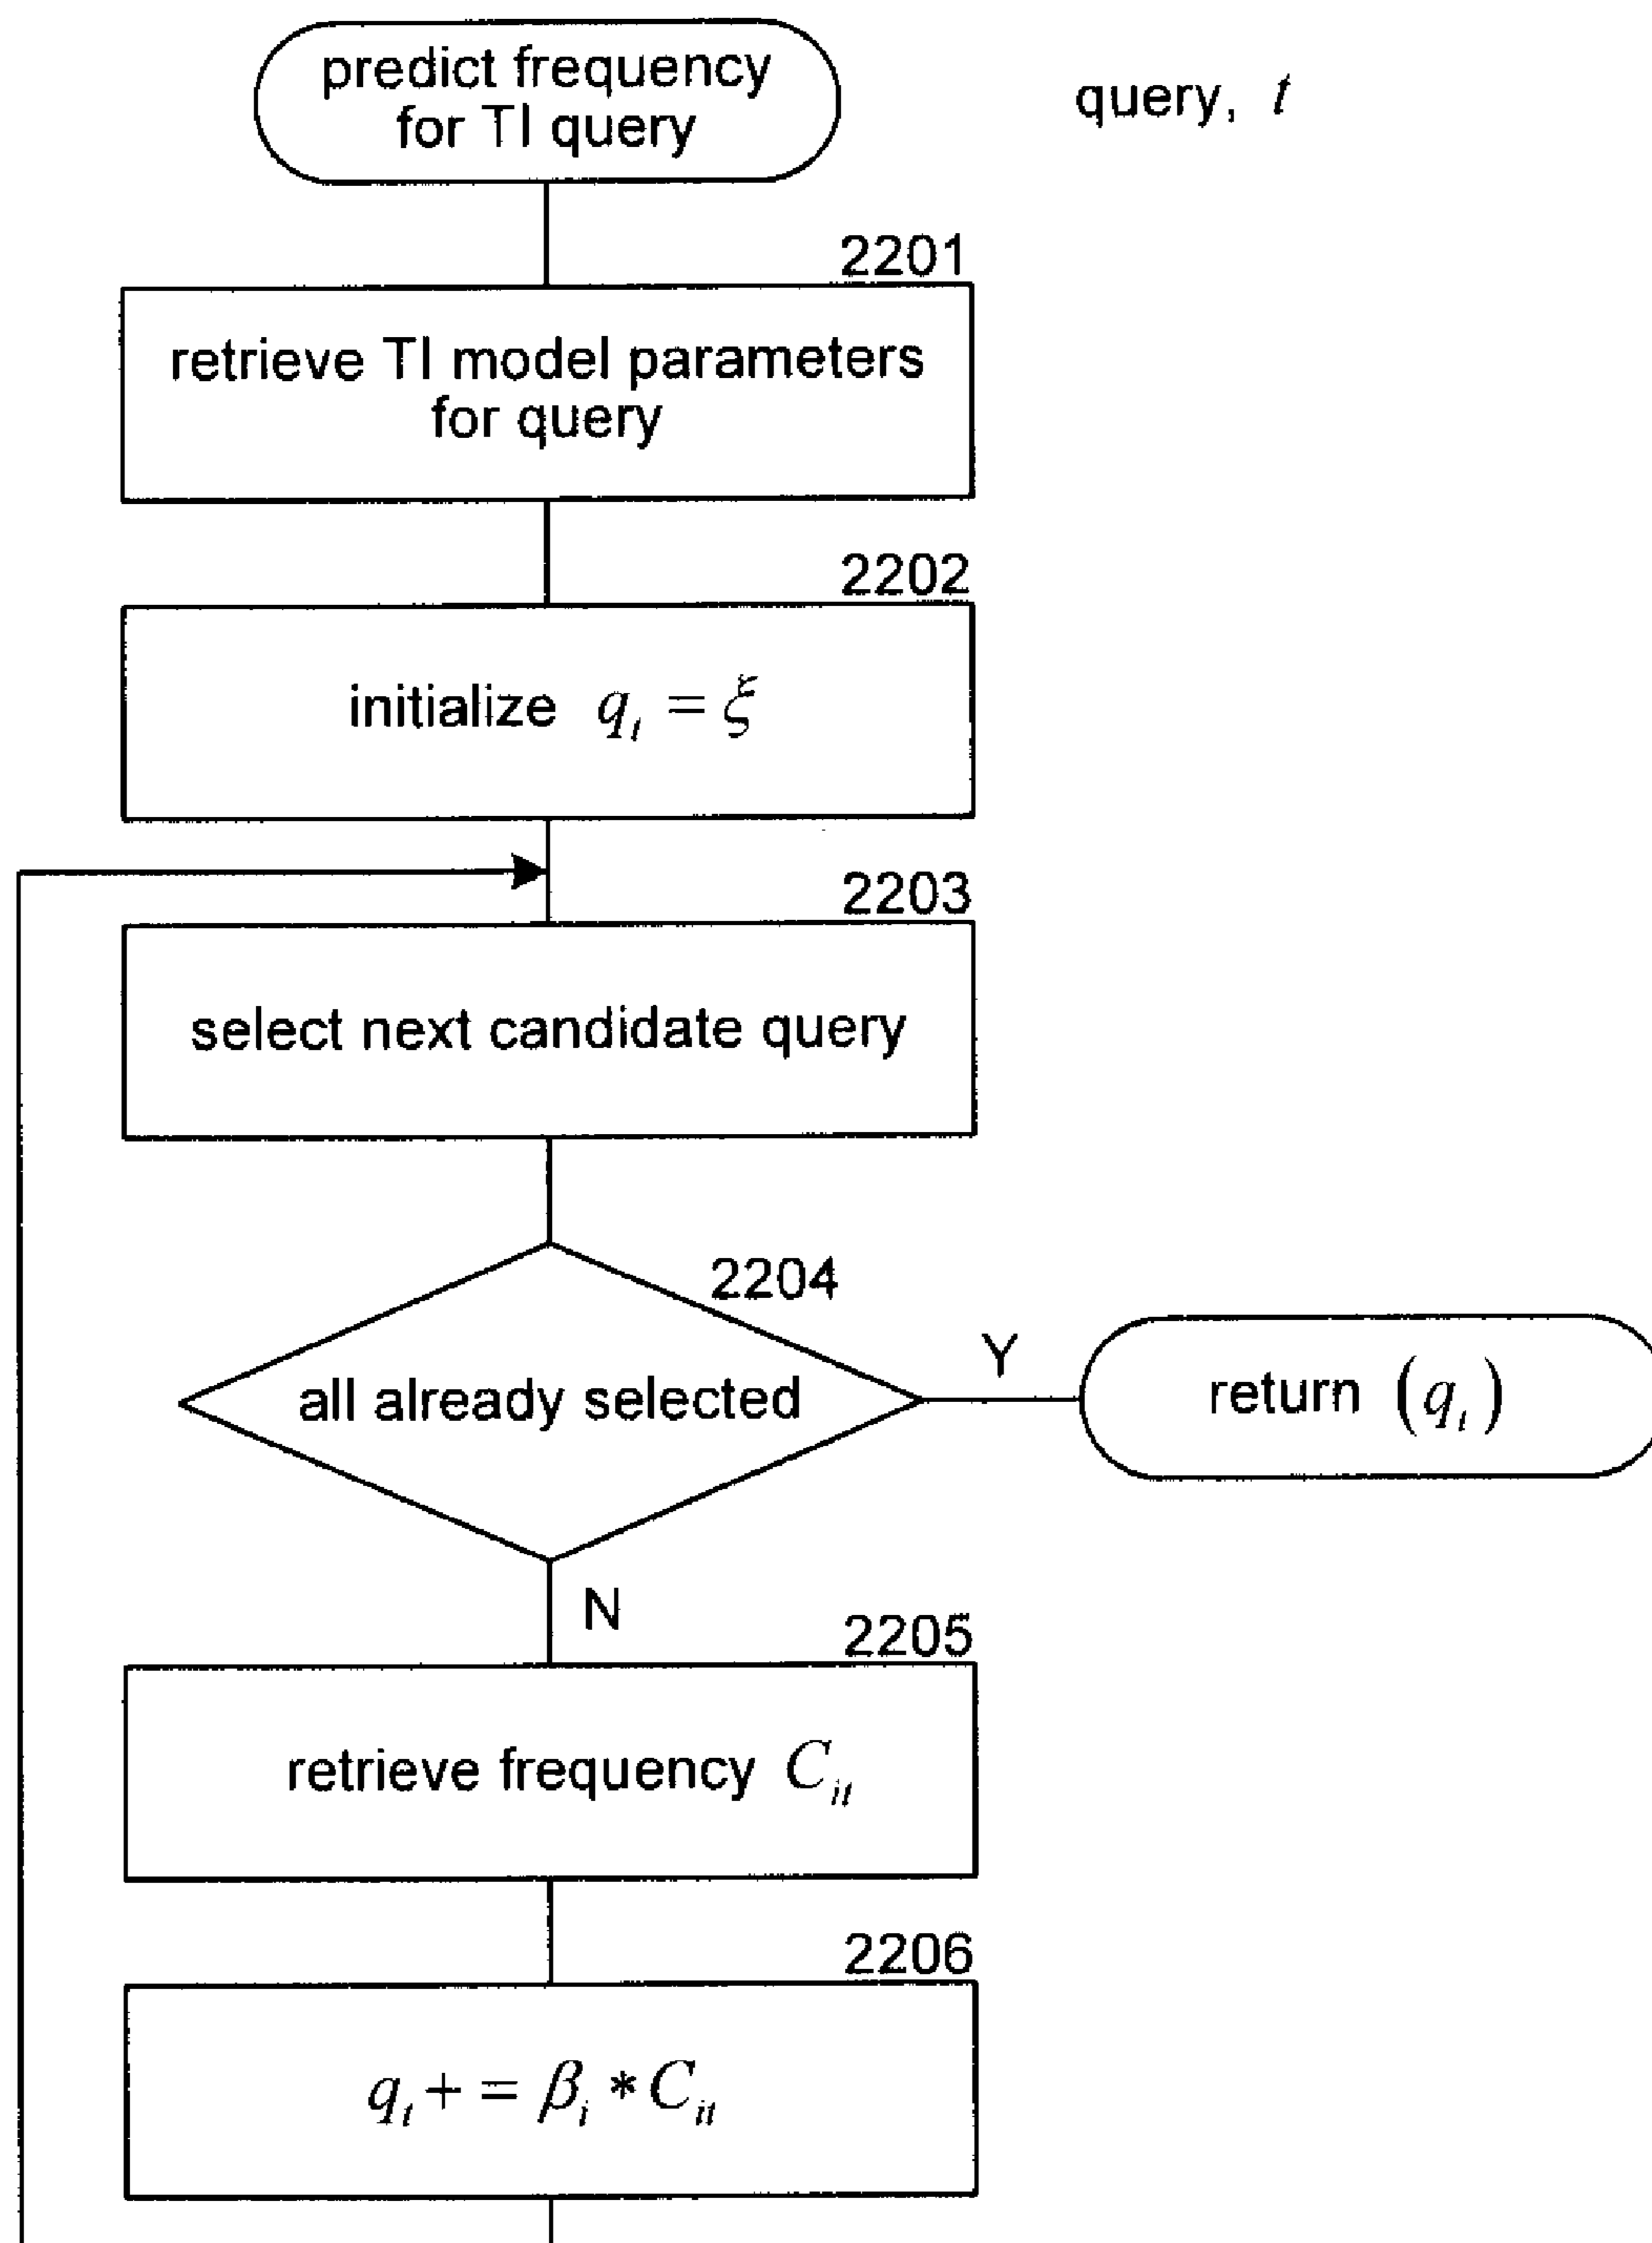 predict frequency
for TI query
query, t
2201
retrieve TI model parameters
for query
2202
initialize q_t = ξ
2203
select next candidate query
2204
all already selected
Y
return (q_t)
N
2205
retrieve frequency C_it
2206
q_t + = β_i * C_it